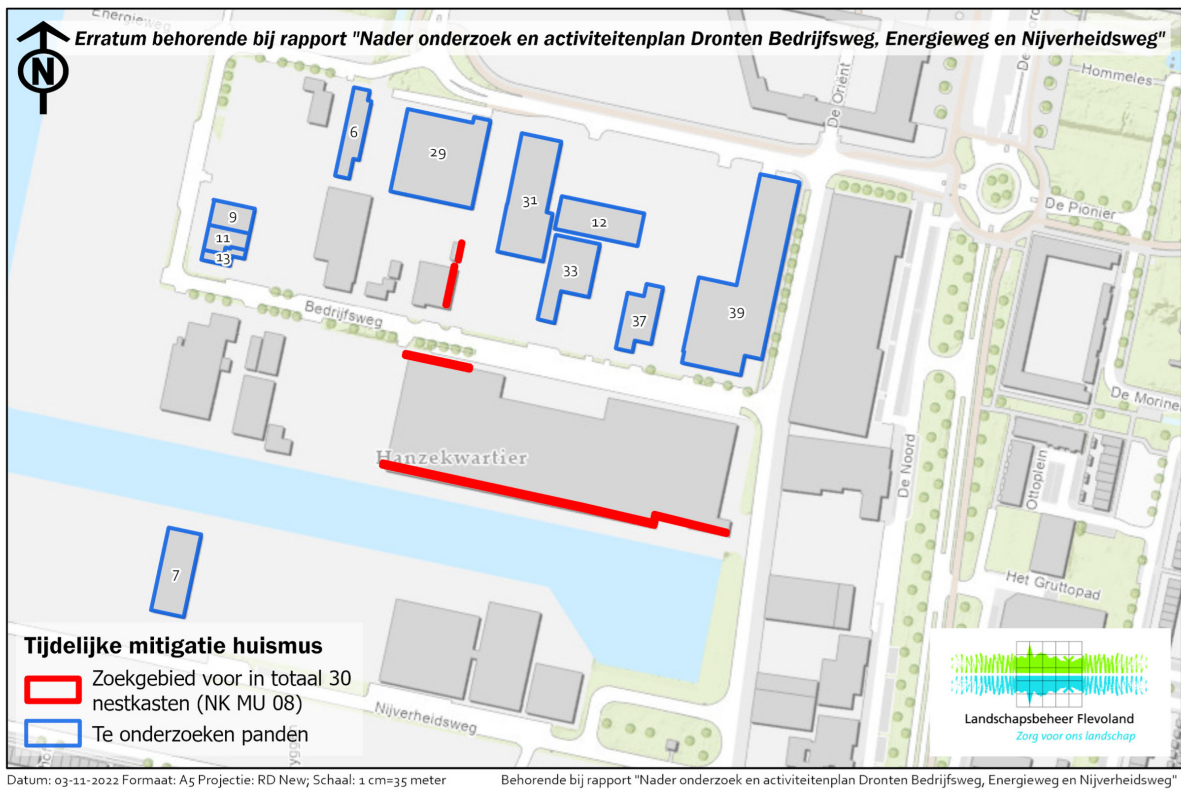 Energieweg
Erratum behorende bij rapport "Nader onderzoek en activiteitenplan Dronten Bedrijfsweg, Energieweg en Nijverheidsweg"
N
De Oriënt
Hommeles
6
29
31
12
9
11
13
33
37
39
De Pionier
Bedrijfsweg
De Morinel
Hanzekwartier
De Noord
Ottoplein
7
Het Gruttopad
Nijverheidsweg
Tijdelijke mitigatie huismus
Zoekgebied voor in totaal 30
nestkasten (NK MU 08)
Te onderzoeken panden
Landschapsbeheer Flevoland
Zorg voor ons landschap
Datum: 03-11-2022 Formaat: A5 Projectie: RD New; Schaal: 1 cm=35 meter
Behorende bij rapport "Nader onderzoek en activiteitenplan Dronten Bedrijfsweg, Energieweg en Nijverheidsweg"